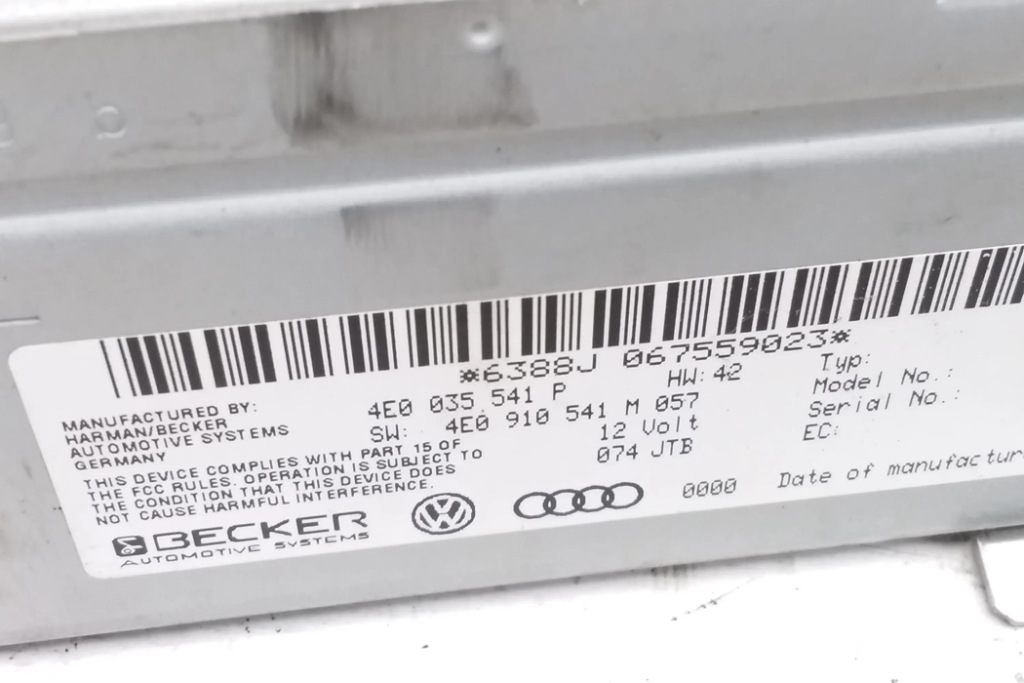 *6388J 067559023*
MANUFACTURED BY:
HARMAN/BECKER
AUTOMOTIVE SYSTEMS
GERMANY
4E0 035 541 P
HW: 42
SW: 4E0 910 541 M 057
12 Volt
074 JTB
Typ:
Model No.:
Serial No.:
EC:
THIS DEVICE COMPLIES WITH PART 15 OF
THE FCC RULES. OPERATION IS SUBJECT TO
THE CONDITION THAT THIS DEVICE DOES
NOT CAUSE HARMFUL INTERFERENCE.
BECKER
AUTOMOTIVE SYSTEMS
0000
Date of manufactur